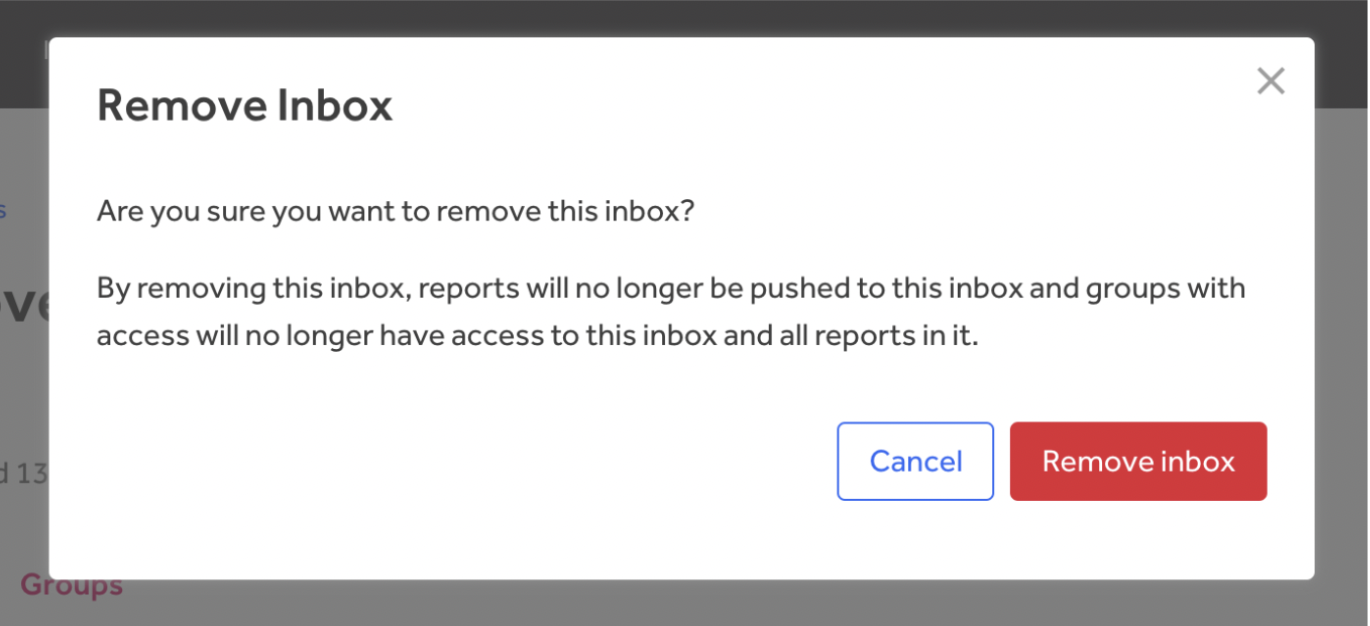 Remove Inbox
Are you sure you want to remove this inbox?
By removing this inbox, reports will no longer be pushed to this inbox and groups with
access will no longer have access to this inbox and all reports in it.
Cancel
Remove inbox
13
Groups